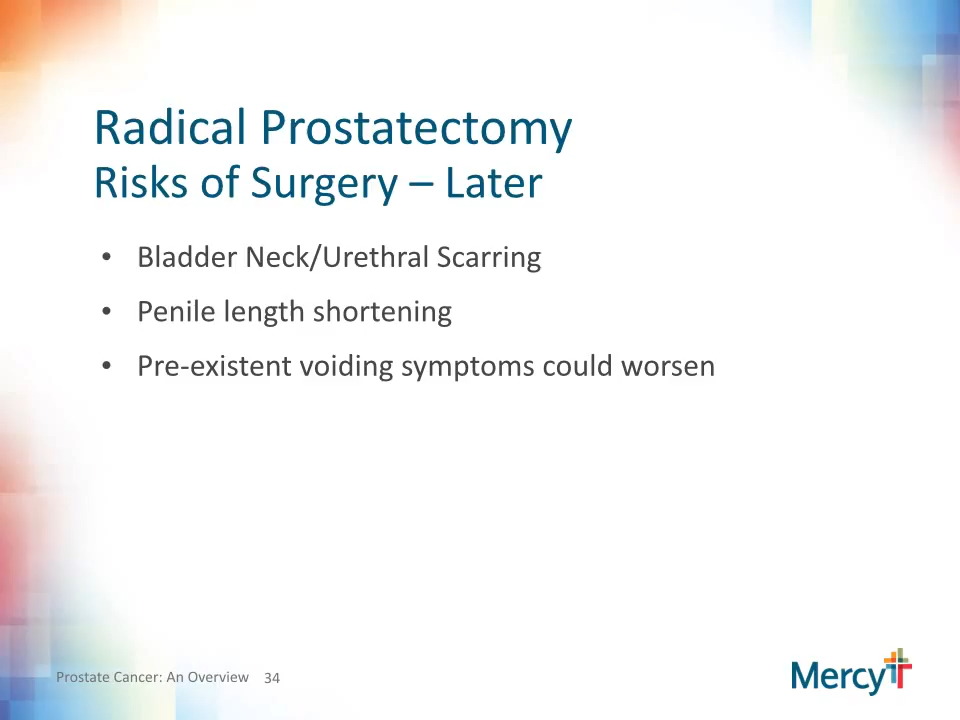 Radical Prostatectomy
Risks of Surgery – Later
• Bladder Neck/Urethral Scarring
• Penile length shortening
• Pre-existent voiding symptoms could worsen
Prostate Cancer: An Overview 34
Mercy